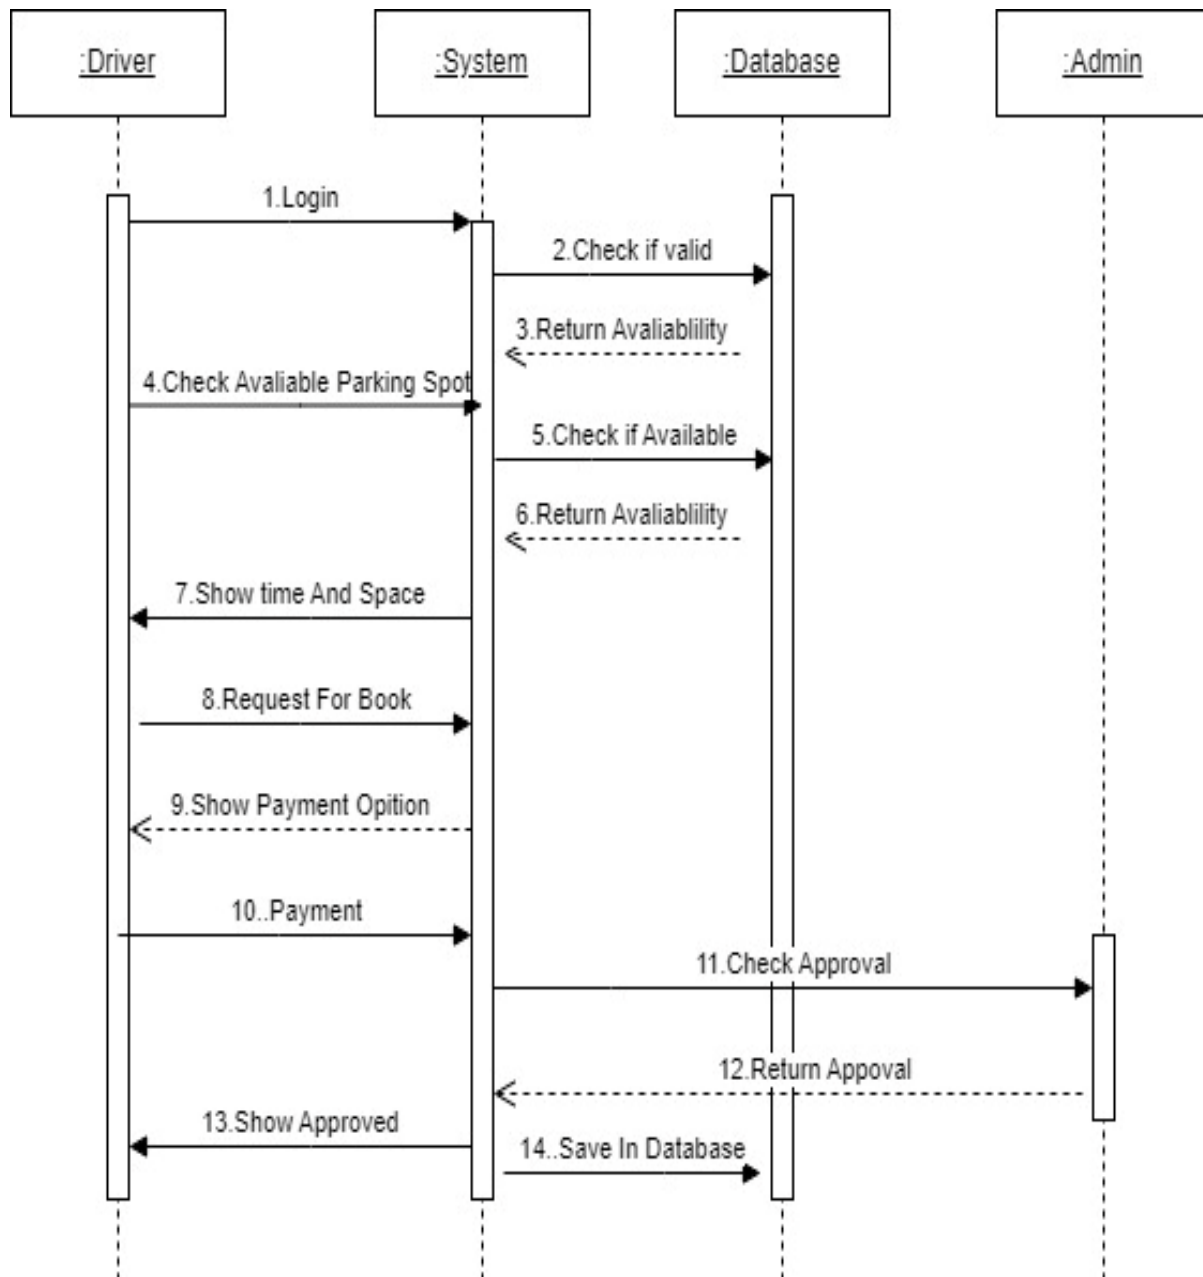 :Driver
:System
:Database
:Admin
1.Login
2.Check if valid
3.Return Avaliablility
4.Check Avaliable Parking Spot
5.Check if Available
6.Return Avaliablility
7.Show time And Space
8.Request For Book
9.Show Payment Opition
10..Payment
11.Check Approval
12.Return Appoval
13.Show Approved
14..Save In Database